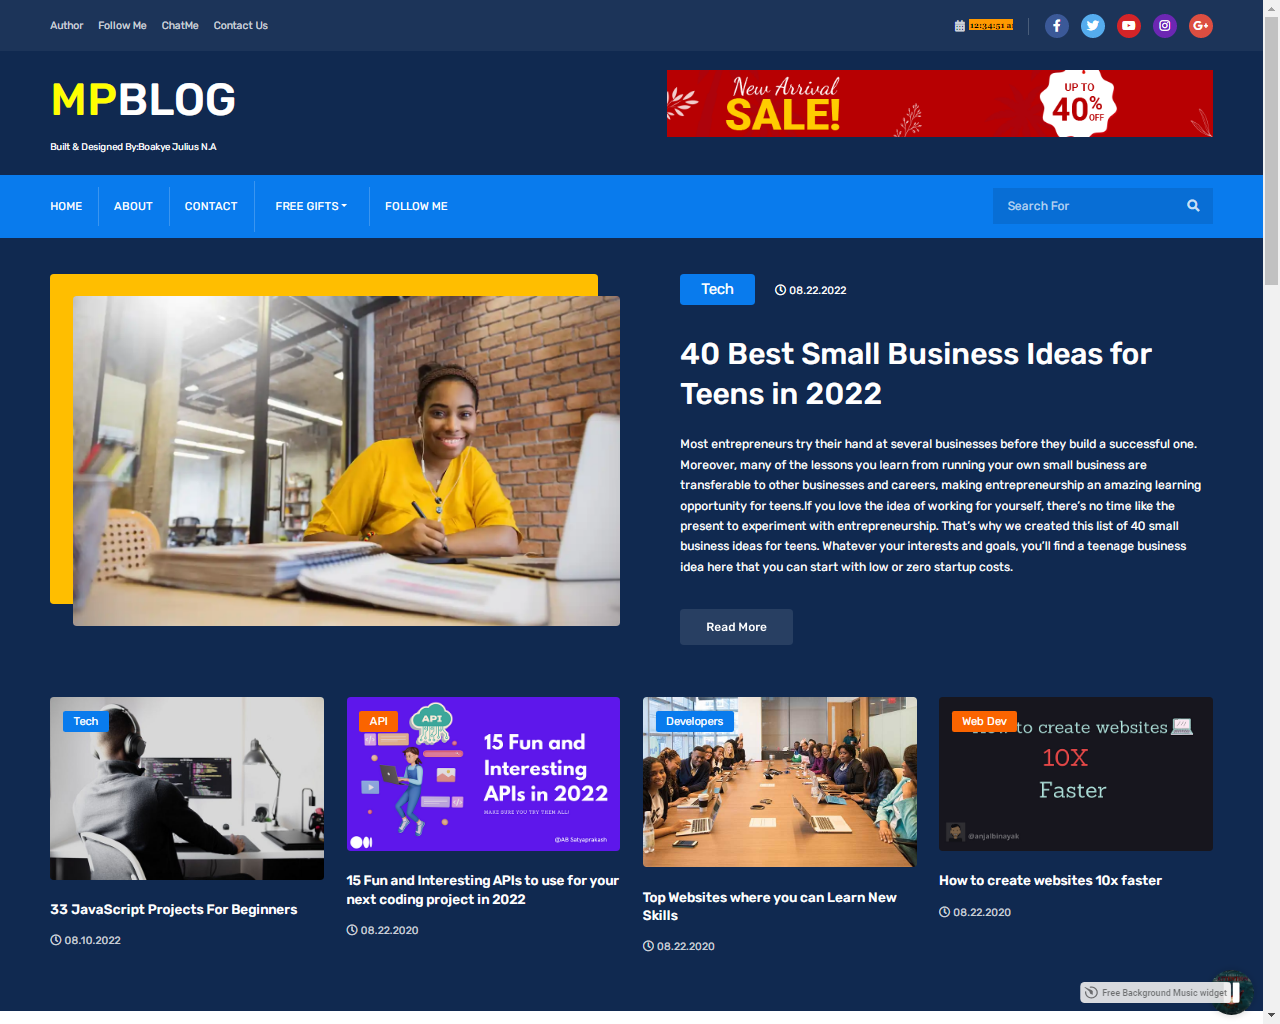 Author Follow Me ChatMe Contact Us
12:34:51 a
MPBLOG
Built & Designed By:Boakye Julius N.A
New Arrival
SALE!
UP TO
40%
OFF
HOME ABOUT CONTACT FREE GIFTS FOLLOW ME
Search For
Tech
08.22.2022
40 Best Small Business Ideas for
Teens in 2022
Most entrepreneurs try their hand at several businesses before they build a successful one.
Moreover, many of the lessons you learn from running your own small business are
transferable to other businesses and careers, making entrepreneurship an amazing learning
opportunity for teens.If you love the idea of working for yourself, there's no time like the
present to experiment with entrepreneurship. That's why we created this list of 40 small
business ideas for teens. Whatever your interests and goals, you'll find a teenage business
idea here that you can start with low or zero startup costs.
Read More
Tech
33 JavaScript Projects For Beginners
08.10.2022
API
API
15 Fun and
Interesting
APIs in 2022
MAKE SURE YOU TRY THEM ALL!
@AB Satyaprakash
15 Fun and Interesting APIs to use for your
next coding project in 2022
08.22.2020
Developers
Top Websites where you can Learn New
Skills
08.22.2020
Web Dev
to create websites
10X
Faster
@anjalbinayak
How to create websites 10x faster
08.22.2020
Free Background Music widget